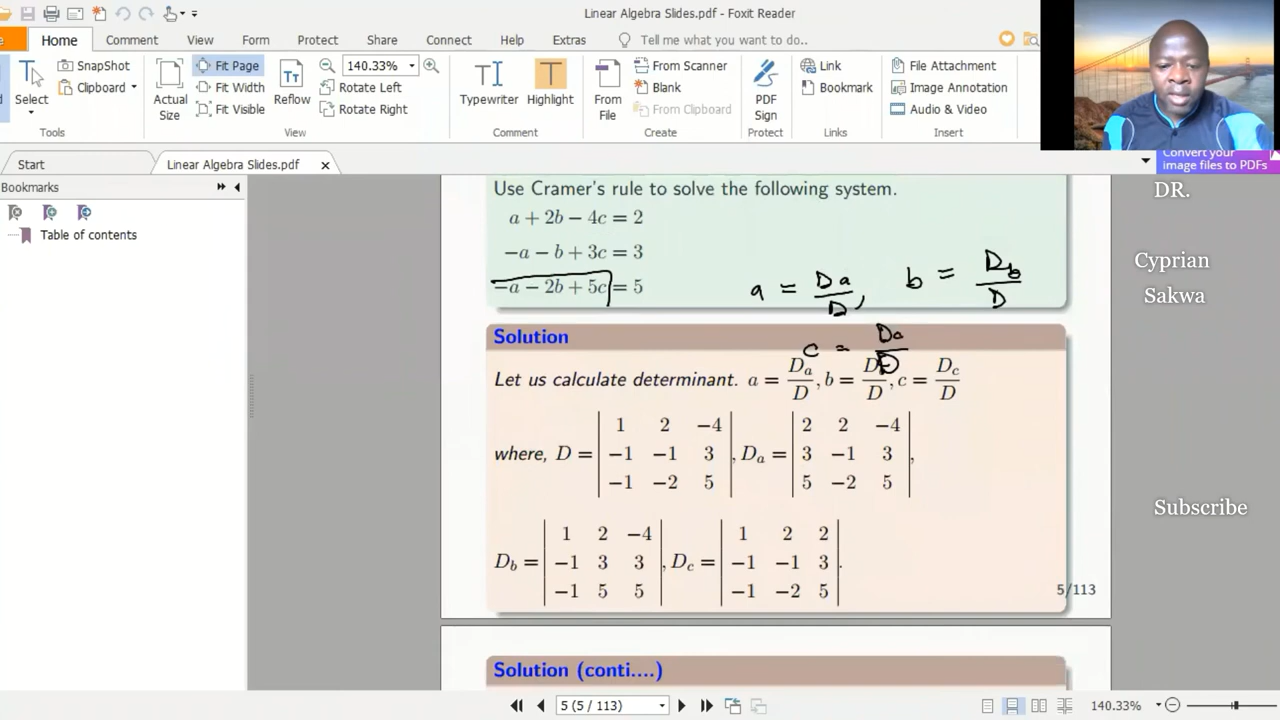 Linear Algebra Slides.pdf - Foxit Reader
Home Comment View Form Protect Share Connect Help Extras Tell me what you want to do..
Select
SnapShot
Clipboard
Tools
Actual Size
Fit Page
Fit Width
Fit Visible
Reflow
140.33%
Rotate Left
Rotate Right
View
Typewriter
Highlight
Comment
From File
From Scanner
Blank
From Clipboard
Create
PDF Sign
Protect
Link
Bookmark
Links
File Attachment
Image Annotation
Audio & Video
Insert
Start Linear Algebra Slides.pdf
Convert your
image files to PDFs
Bookmarks
Table of contents
DR.
Cyprian
Sakwa
Subscribe
Use Cramer's rule to solve the following system.
a + 2b − 4c = 2
−a − b + 3c = 3
−a − 2b + 5c = 5
a = Da/D, b = Db/D
c =
Solution
Let us calculate determinant. a = Da/D, b = D/D, c = Dc/D
where, D = | 1 2 −4 |, Da = | 2 2 −4 |,
| −1 −1 3 | | 3 −1 3 |
| −1 −2 5 | | 5 −2 5 |
Db = | 1 2 −4 |, Dc = | 1 2 2 |.
| −1 3 3 | | −1 −1 3 |
| −1 5 5 | | −1 −2 5 |
5/113
Solution (conti....)
5 (5 / 113)
140.33%